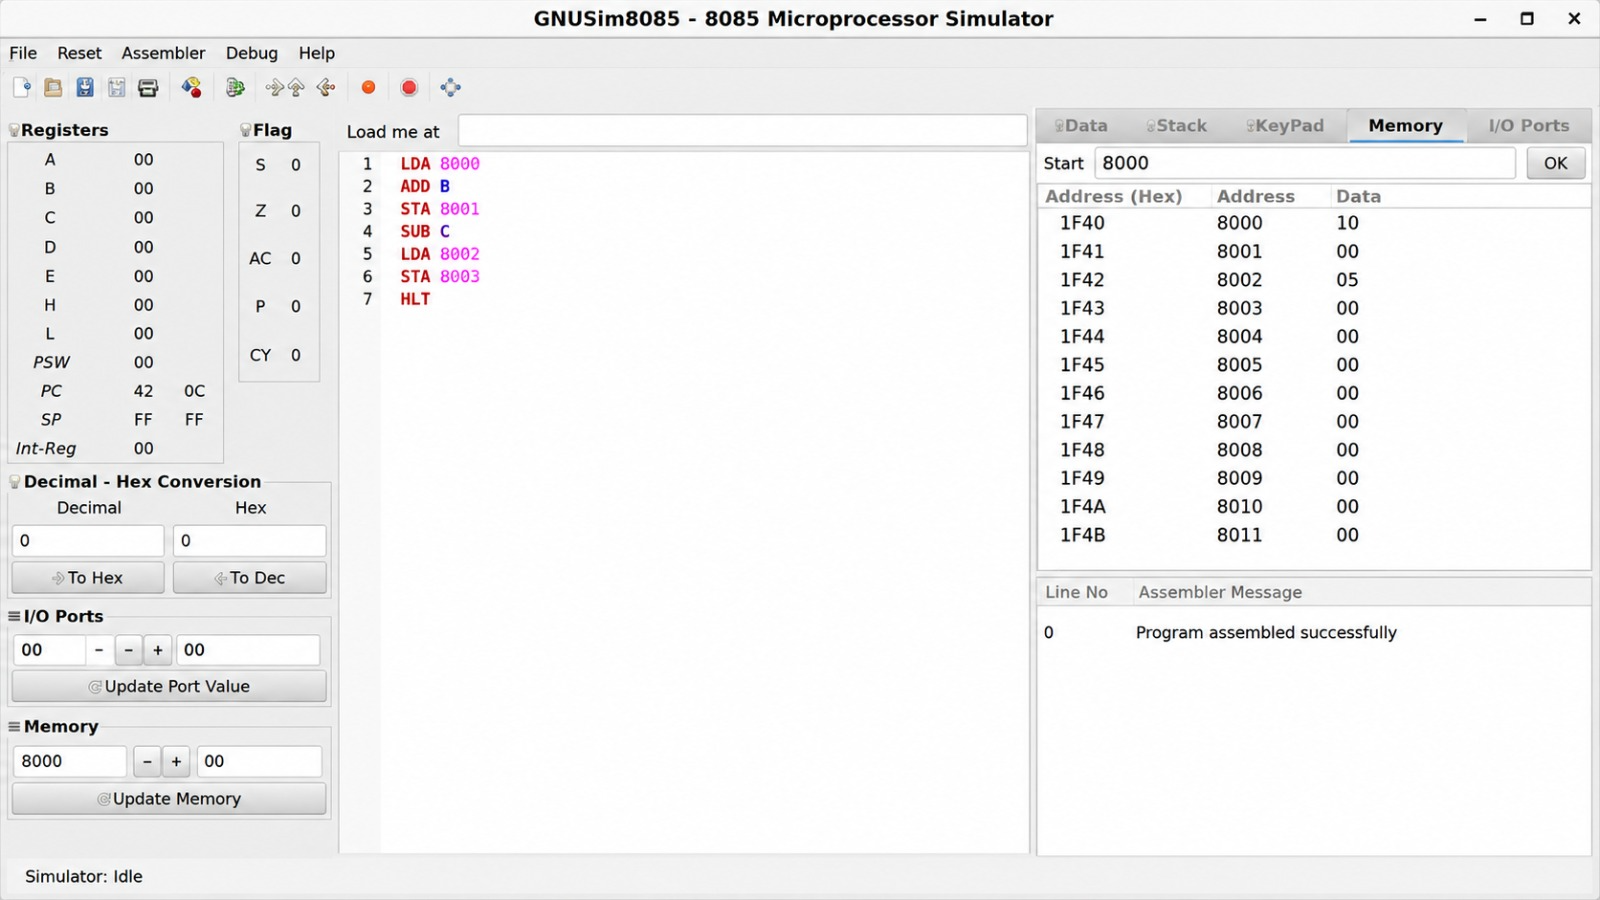 GNUSim8085 - 8085 Microprocessor Simulator
File Reset Assembler Debug Help
Registers
A 00
B 00
C 00
D 00
E 00
H 00
L 00
PSW 00
PC 42 0C
SP FF FF
Int-Reg 00
Flag
S 0
Z 0
AC 0
P 0
CY 0
Decimal - Hex Conversion
Decimal Hex
0 0
To Hex To Dec
I/O Ports
00 - - + 00
Update Port Value
Memory
8000 - + 00
Update Memory
Load me at
1 LDA 8000
2 ADD B
3 STA 8001
4 SUB C
5 LDA 8002
6 STA 8003
7 HLT
Data Stack KeyPad Memory I/O Ports
Start 8000 OK
Address (Hex) Address Data
1F40 8000 10
1F41 8001 00
1F42 8002 05
1F43 8003 00
1F44 8004 00
1F45 8005 00
1F46 8006 00
1F47 8007 00
1F48 8008 00
1F49 8009 00
1F4A 8010 00
1F4B 8011 00
Line No Assembler Message
0 Program assembled successfully
Simulator: Idle